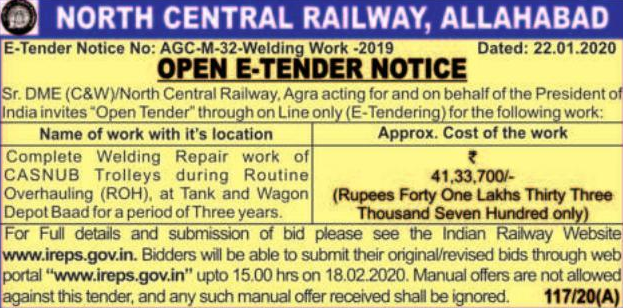 NORTH CENTRAL RAILWAY, ALLAHABAD
E-Tender Notice No: AGC-M-32-Welding Work -2019 Dated: 22.01.2020
OPEN E-TENDER NOTICE
Sr. DME (C&W)/North Central Railway, Agra acting for and on behalf of the President of
India invites "Open Tender" through on Line only (E-Tendering) for the following work:
Name of work with it's location Approx. Cost of the work
Complete Welding Repair work of
CASNUB Trolleys during Routine
Overhauling (ROH), at Tank and Wagon
Depot Baad for a period of Three years.
₹
41,33,700/-
(Rupees Forty One Lakhs Thirty Three
Thousand Seven Hundred only)
For Full details and submission of bid please see the Indian Railway Website
www.ireps.gov.in. Bidders will be able to submit their original/revised bids through web
portal "www.ireps.gov.in" upto 15.00 hrs on 18.02.2020. Manual offers are not allowed
against this tender, and any such manual offer received shall be ignored. 117/20(A)